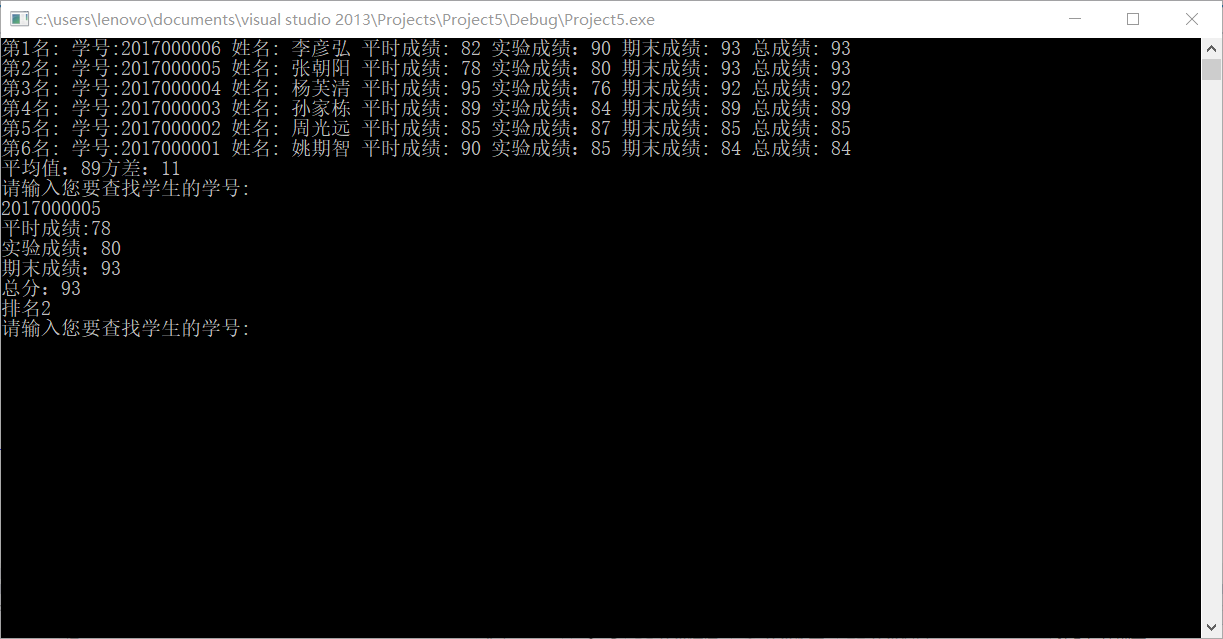 c:\users\lenovo\documents\visual studio 2013\Projects\Project5\Debug\Project5.exe
第1名: 学号:2017000006 姓名: 李彦弘 平时成绩: 82 实验成绩：90 期末成绩: 93 总成绩: 93
第2名: 学号:2017000005 姓名: 张朝阳 平时成绩: 78 实验成绩：80 期末成绩: 93 总成绩: 93
第3名: 学号:2017000004 姓名: 杨芙清 平时成绩: 95 实验成绩：76 期末成绩: 92 总成绩: 92
第4名: 学号:2017000003 姓名: 孙家栋 平时成绩: 89 实验成绩：84 期末成绩: 89 总成绩: 89
第5名: 学号:2017000002 姓名: 周光远 平时成绩: 85 实验成绩：87 期末成绩: 85 总成绩: 85
第6名: 学号:2017000001 姓名: 姚期智 平时成绩: 90 实验成绩：85 期末成绩: 84 总成绩: 84
平均值：89方差：11
请输入您要查找学生的学号:
2017000005
平时成绩:78
实验成绩：80
期末成绩：93
总分：93
排名2
请输入您要查找学生的学号: